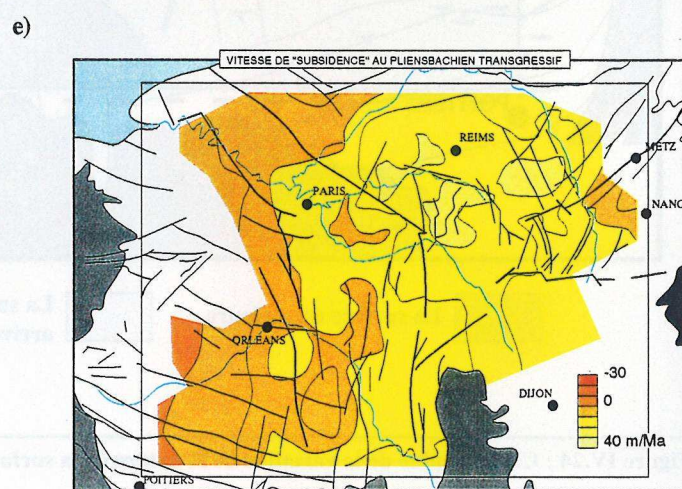 e)
VITESSE DE "SUBSIDENCE" AU PLIENSBACHIEN TRANSGRESSIF
REIMS
METZ
PARIS
NANC
ORLEANS
DIJON
-30
0
40 m/Ma
POITIERS